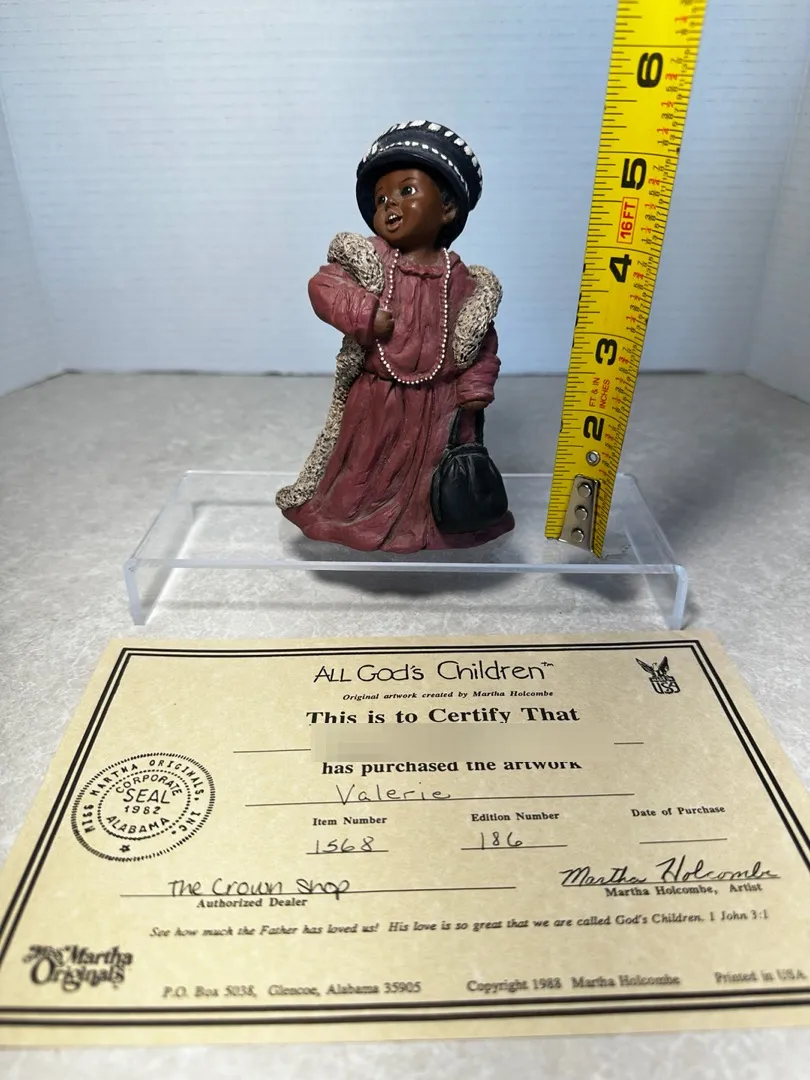 6
5
16 FT
4
3
FT & IN
INCHES
2
ALL God's Children™
Original artwork created by Martha Holcombe
This is to Certify That
has purchased the artwork
Valerie
Item Number
Edition Number
Date of Purchase
1568
186
MISS MARTHA ORIGINALS, INC.
CORPORATE
SEAL
1982
ALABAMA
The Crown Shop
Authorized Dealer
Martha Holcombe
Martha Holcombe, Artist
See how much the Father has loved us! His love is so great that we are called God's Children. 1 John 3:1
Miss Martha
Originals
P.O. Box 5038, Glencoe, Alabama 35905
Copyright 1988 Martha Holcombe
Printed in USA